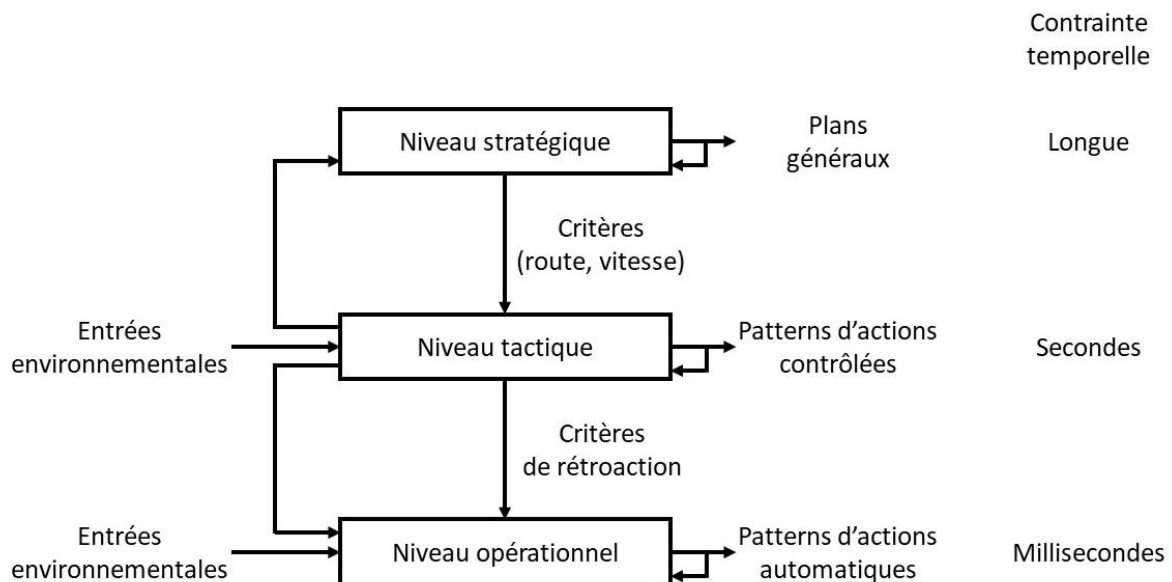 Contrainte
temporelle
Niveau stratégique
Plans
généraux
Longue
Critères
(route, vitesse)
Entrées
environnementales
Niveau tactique
Patterns d’actions
contrôlées
Secondes
Critères
de rétroaction
Entrées
environnementales
Niveau opérationnel
Patterns d’actions
automatiques
Millisecondes